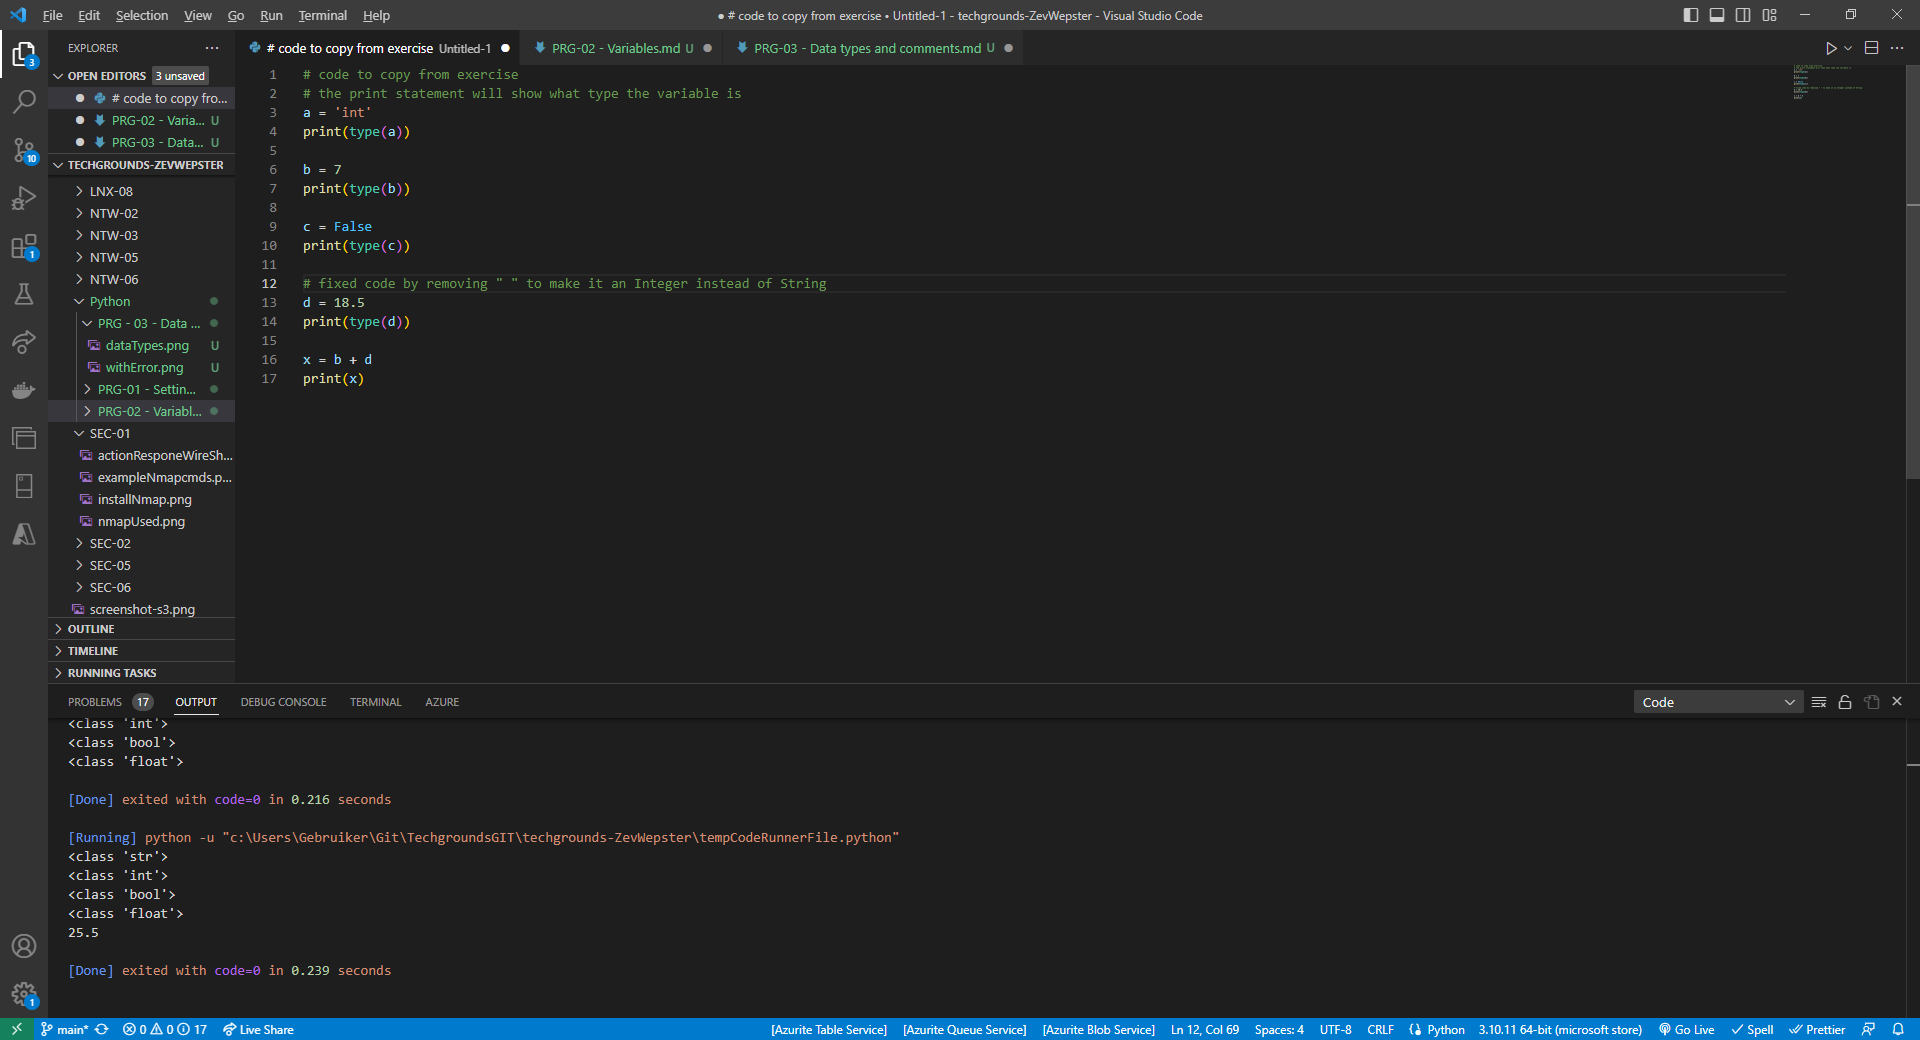 File Edit Selection View Go Run Terminal Help
● # code to copy from exercise • Untitled-1 - techgrounds-ZevWepster - Visual Studio Code
EXPLORER
OPEN EDITORS 3 unsaved
# code to copy fro...
PRG-02 - Varia... U
PRG-03 - Data... U
TECHGROUNDS-ZEVWEPSTER
LNX-08
NTW-02
NTW-03
NTW-05
NTW-06
Python
PRG - 03 - Data ...
dataTypes.png U
withError.png U
PRG-01 - Settin...
PRG-02 - Variabl...
SEC-01
actionResponeWireSh...
exampleNmapcmds.p...
installNmap.png
nmapUsed.png
SEC-02
SEC-05
SEC-06
screenshot-s3.png
OUTLINE
TIMELINE
RUNNING TASKS
3
10
1
1
# code to copy from exercise Untitled-1
PRG-02 - Variables.md U
PRG-03 - Data types and comments.md U
1 # code to copy from exercise
2 # the print statement will show what type the variable is
3 a = 'int'
4 print(type(a))
5
6 b = 7
7 print(type(b))
8
9 c = False
10 print(type(c))
11
12 # fixed code by removing " " to make it an Integer instead of String
13 d = 18.5
14 print(type(d))
15
16 x = b + d
17 print(x)
PROBLEMS 17 OUTPUT DEBUG CONSOLE TERMINAL AZURE
Code
<class 'int'>
<class 'bool'>
<class 'float'>
[Done] exited with code=0 in 0.216 seconds
[Running] python -u "c:\Users\Gebruiker\Git\TechgroundsGIT\techgrounds-ZevWepster\tempCodeRunnerFile.python"
<class 'str'>
<class 'int'>
<class 'bool'>
<class 'float'>
25.5
[Done] exited with code=0 in 0.239 seconds
main* 0 0 17 Live Share
[Azurite Table Service] [Azurite Queue Service] [Azurite Blob Service] Ln 12, Col 69 Spaces: 4 UTF-8 CRLF Python 3.10.11 64-bit (microsoft store) Go Live Spell Prettier